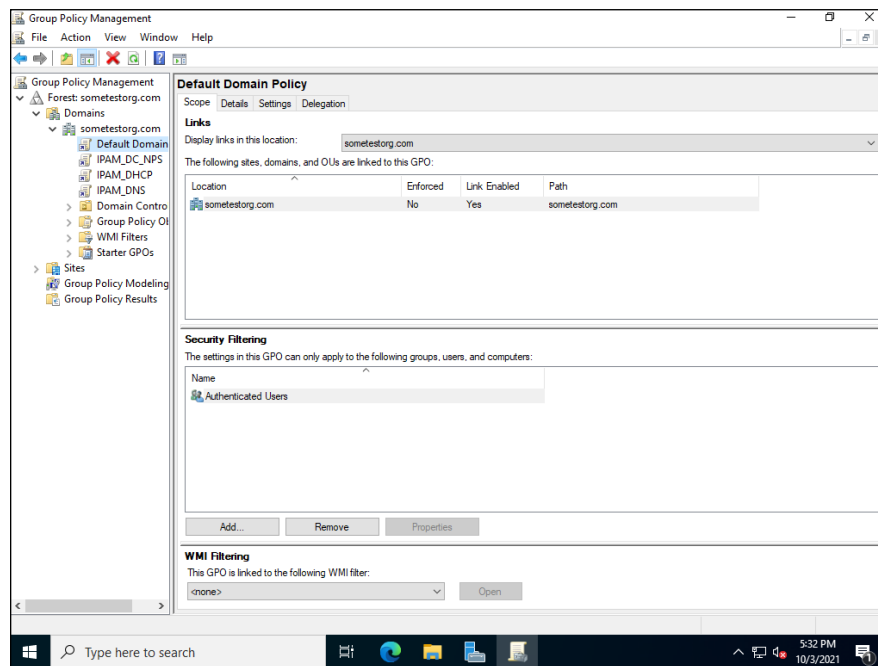 Group Policy Management
File Action View Window Help
Group Policy Management
Forest: sometestorg.com
Domains
sometestorg.com
Default Domain
IPAM_DC_NPS
IPAM_DHCP
IPAM_DNS
Domain Contro
Group Policy Ob
WMI Filters
Starter GPOs
Sites
Group Policy Modeling
Group Policy Results
Default Domain Policy
Scope Details Settings Delegation
Links
Display links in this location: sometestorg.com
The following sites, domains, and OUs are linked to this GPO:
Location Enforced Link Enabled Path
sometestorg.com No Yes sometestorg.com
Security Filtering
The settings in this GPO can only apply to the following groups, users, and computers:
Name
Authenticated Users
Add... Remove Properties
WMI Filtering
This GPO is linked to the following WMI filter:
<none> Open
Type here to search
5:32 PM
10/3/2021
1